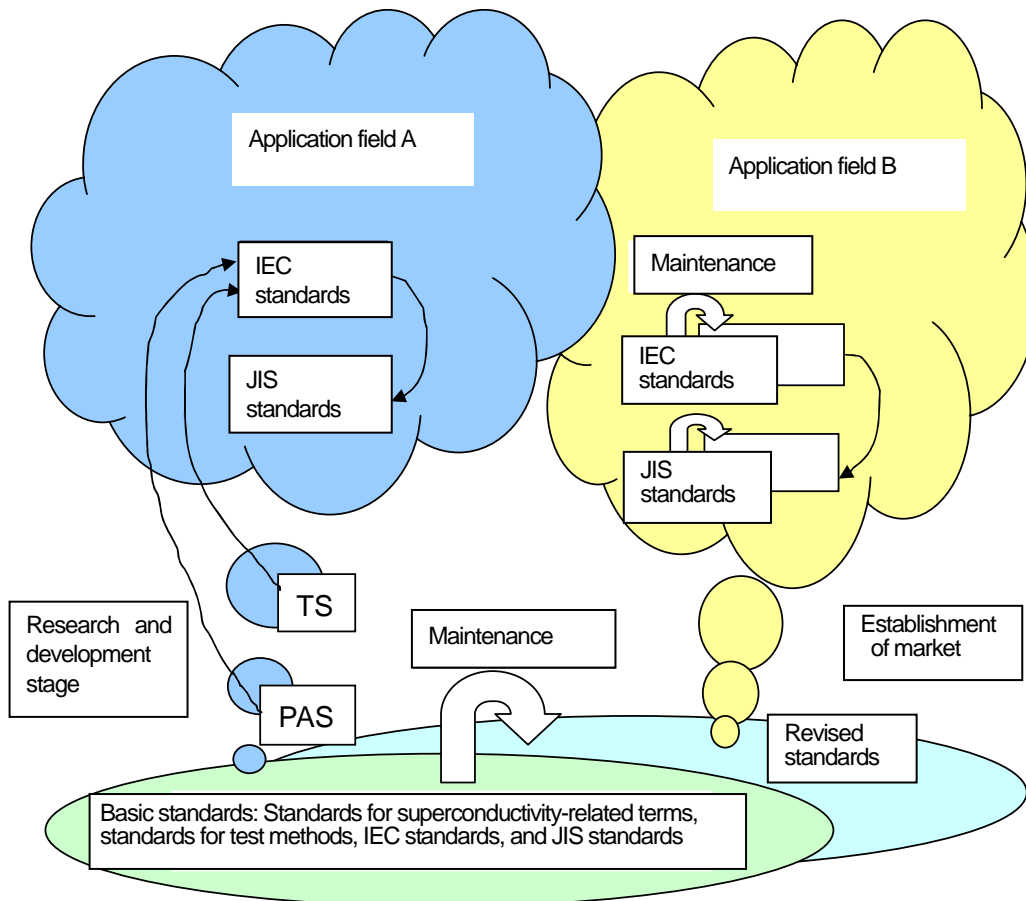 Application field A
Application field B
IEC
standards
JIS
standards
Maintenance
IEC
standards
JIS
standards
TS
PAS
Research and
development
stage
Maintenance
Establishment
of market
Revised
standards
Basic standards: Standards for superconductivity-related terms,
standards for test methods, IEC standards, and JIS standards